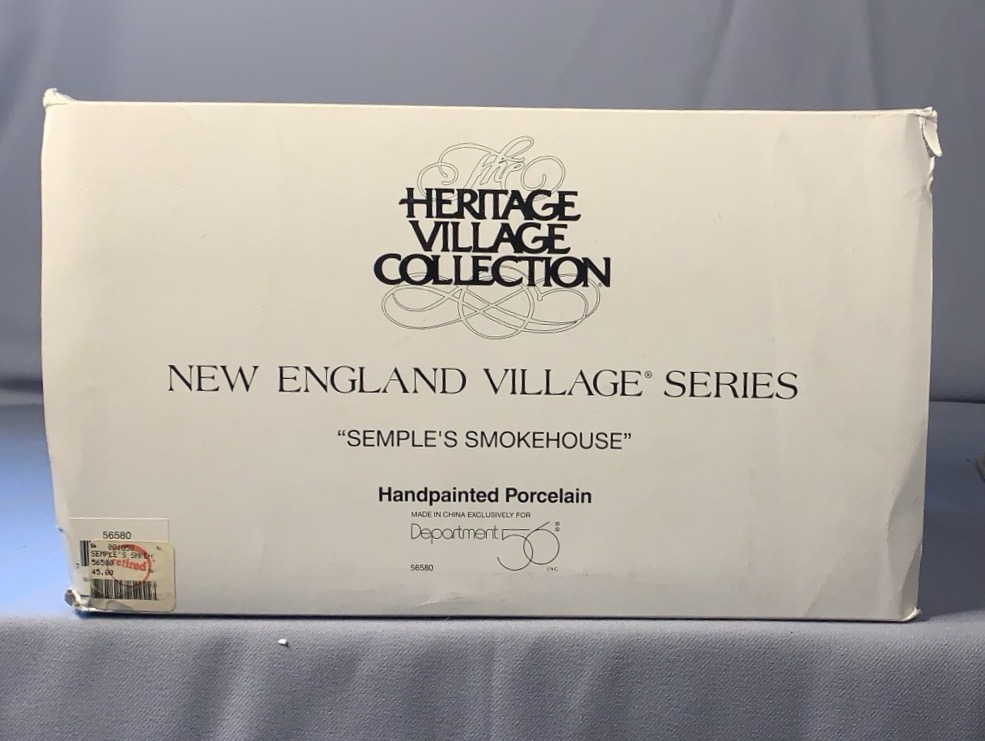 The
HERITAGE
VILLAGE
COLLECTION
NEW ENGLAND VILLAGE® SERIES
“SEMPLE'S SMOKEHOUSE”
Handpainted Porcelain
MADE IN CHINA EXCLUSIVELY FOR
Department 56®
INC
56580
56580
SEMPLE'S SMKH
56580
retired
45.00